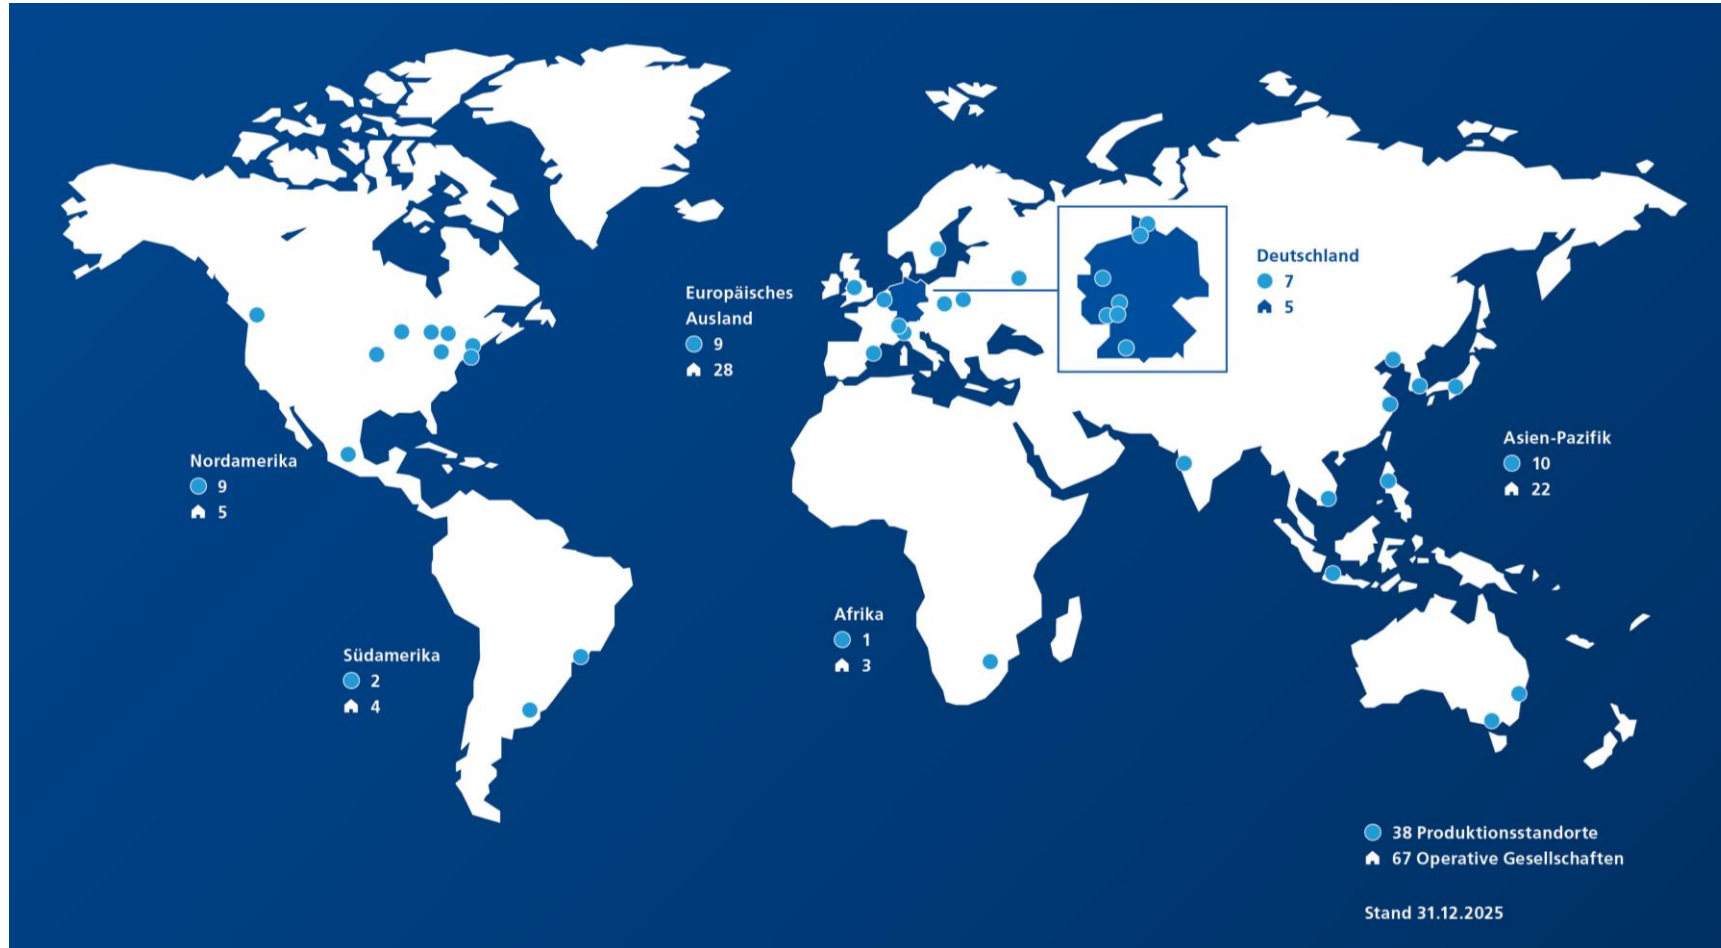 Deutschland
7
5
Europäisches
Ausland
9
28
Asien-Pazifik
10
22
Nordamerika
9
5
Afrika
1
3
Südamerika
2
4
38 Produktionsstandorte
67 Operative Gesellschaften
Stand 31.12.2025